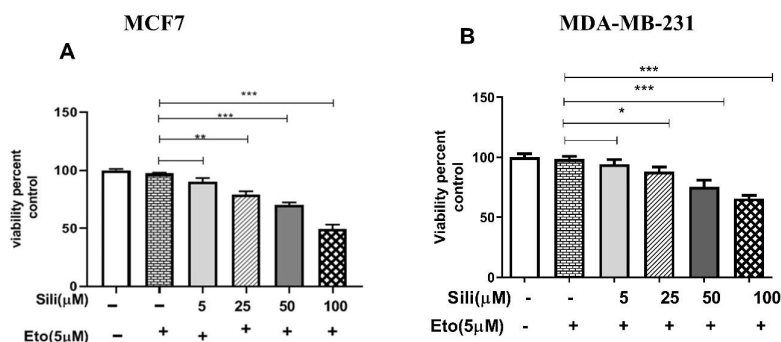 MCF7
A
***
***
**
150
100
50
0
viability percent
control
Sili(μM) – – 5 25 50 100
Eto(5μM) – + + + + +
MDA-MB-231
B
***
***
*
150
100
50
0
Viability percent
control
Sili(μM) - - 5 25 50 100
Eto(5μM) - + + + + +